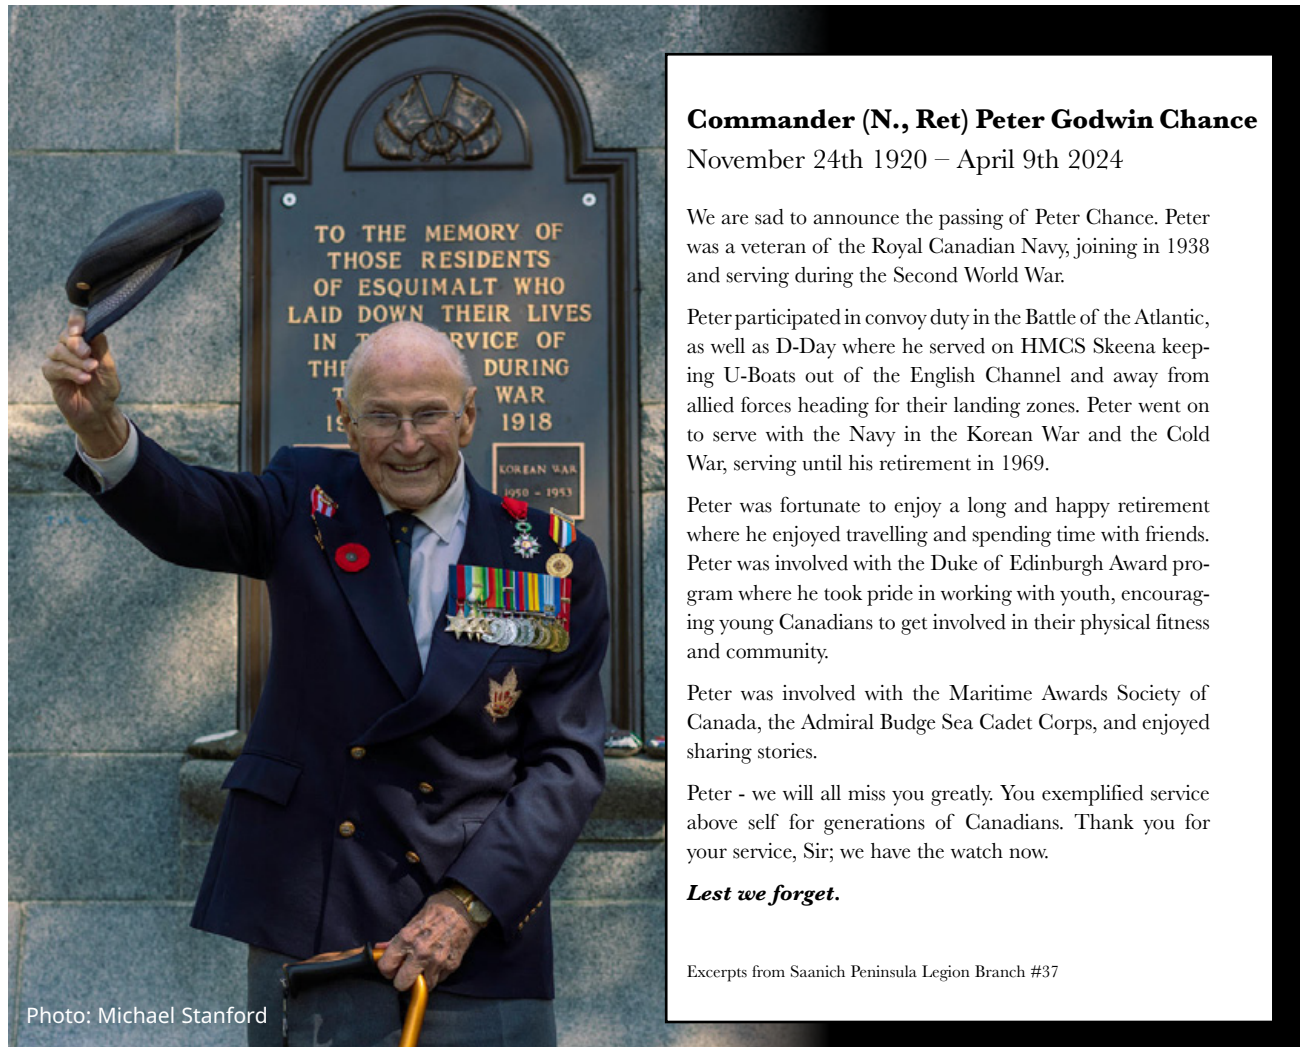 TO THE MEMORY OF
THOSE RESIDENTS
OF ESQUIMALT WHO
LAID DOWN THEIR LIVES
IN RVICE OF
THE DURING
WAR
1918
KOREAN WAR
1950 - 1953
Photo: Michael Stanford
Commander (N., Ret) Peter Godwin Chance
November 24th 1920 – April 9th 2024
We are sad to announce the passing of Peter Chance. Peter
was a veteran of the Royal Canadian Navy, joining in 1938
and serving during the Second World War.
Peter participated in convoy duty in the Battle of the Atlantic,
as well as D-Day where he served on HMCS Skeena keep-
ing U-Boats out of the English Channel and away from
allied forces heading for their landing zones. Peter went on
to serve with the Navy in the Korean War and the Cold
War, serving until his retirement in 1969.
Peter was fortunate to enjoy a long and happy retirement
where he enjoyed travelling and spending time with friends.
Peter was involved with the Duke of Edinburgh Award pro-
gram where he took pride in working with youth, encourag-
ing young Canadians to get involved in their physical fitness
and community.
Peter was involved with the Maritime Awards Society of
Canada, the Admiral Budge Sea Cadet Corps, and enjoyed
sharing stories.
Peter - we will all miss you greatly. You exemplified service
above self for generations of Canadians. Thank you for
your service, Sir; we have the watch now.
Lest we forget.
Excerpts from Saanich Peninsula Legion Branch #37